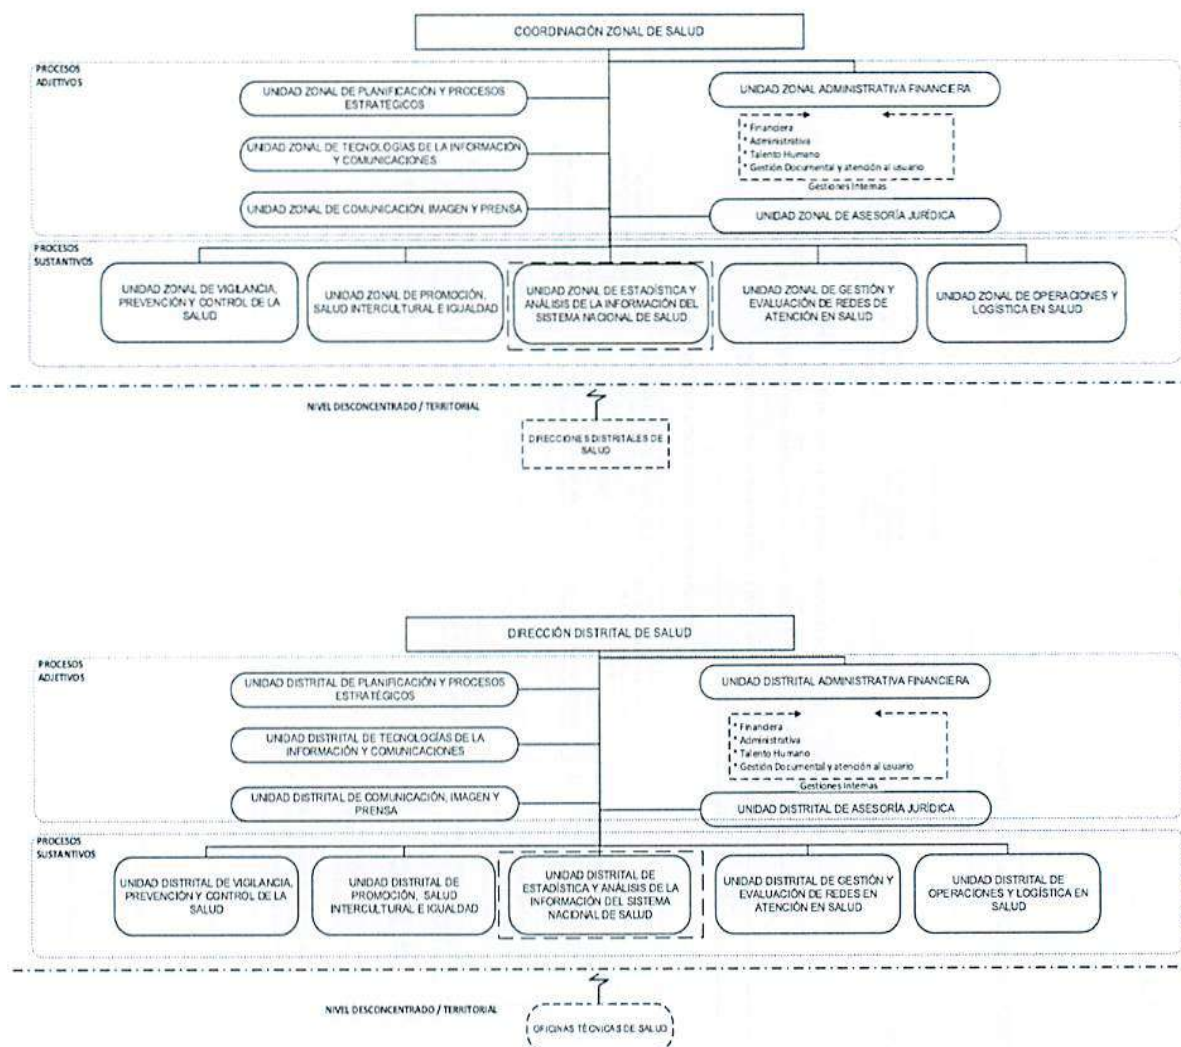 COORDINACIÓN ZONAL DE SALUD
PROCESOS
ADJETIVOS
UNIDAD ZONAL DE PLANIFICACIÓN Y PROCESOS
ESTRATÉGICOS
UNIDAD ZONAL ADMINISTRATIVA FINANCIERA
* Financiera
* Administrativa
* Talento Humano
* Gestión Documental y atención al usuario
Gestiones Internas
UNIDAD ZONAL DE TECNOLOGÍAS DE LA INFORMACIÓN
Y COMUNICACIONES
UNIDAD ZONAL DE COMUNICACIÓN, IMAGEN Y PRENSA
UNIDAD ZONAL DE ASESORÍA JURÍDICA
PROCESOS
SUSTANTIVOS
UNIDAD ZONAL DE VIGILANCIA,
PREVENCIÓN Y CONTROL DE LA
SALUD
UNIDAD ZONAL DE PROMOCIÓN,
SALUD INTERCULTURAL E IGUALDAD
UNIDAD ZONAL DE ESTADÍSTICA Y
ANÁLISIS DE LA INFORMACIÓN DEL
SISTEMA NACIONAL DE SALUD
UNIDAD ZONAL DE GESTIÓN Y
EVALUACIÓN DE REDES DE
ATENCIÓN EN SALUD
UNIDAD ZONAL DE OPERACIONES Y
LOGÍSTICA EN SALUD
NIVEL DESCONCENTRADO / TERRITORIAL
DIRECCIONES DISTRITALES DE
SALUD
DIRECCIÓN DISTRITAL DE SALUD
PROCESOS
ADJETIVOS
UNIDAD DISTRITAL DE PLANIFICACIÓN Y PROCESOS
ESTRATÉGICOS
UNIDAD DISTRITAL ADMINISTRATIVA FINANCIERA
* Financiera
* Administrativa
* Talento Humano
* Gestión Documental y atención al usuario
Gestiones Internas
UNIDAD DISTRITAL DE TECNOLOGÍAS DE LA
INFORMACIÓN Y COMUNICACIONES
UNIDAD DISTRITAL DE COMUNICACIÓN, IMAGEN Y
PRENSA
UNIDAD DISTRITAL DE ASESORÍA JURÍDICA
PROCESOS
SUSTANTIVOS
UNIDAD DISTRITAL DE VIGILANCIA,
PREVENCIÓN Y CONTROL DE LA
SALUD
UNIDAD DISTRITAL DE
PROMOCIÓN, SALUD
INTERCULTURAL E IGUALDAD
UNIDAD DISTRITAL DE
ESTADÍSTICA Y ANÁLISIS DE LA
INFORMACIÓN DEL SISTEMA
NACIONAL DE SALUD
UNIDAD DISTRITAL DE GESTIÓN Y
EVALUACIÓN DE REDES EN
ATENCIÓN EN SALUD
UNIDAD DISTRITAL DE
OPERACIONES Y LOGÍSTICA EN
SALUD
NIVEL DESCONCENTRADO / TERRITORIAL
OFICINAS TÉCNICAS DE SALUD